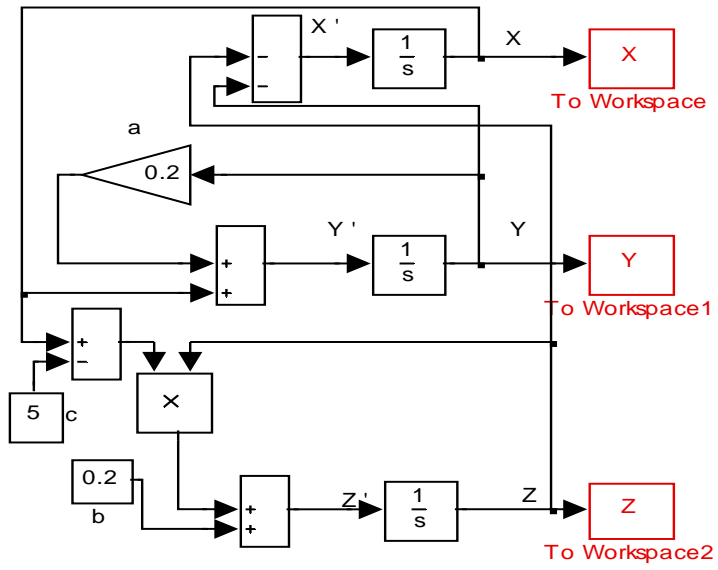 X ' 1 X
s
− X
−
To Workspace
a
0.2
Y ' 1 Y
s
+ Y
+
To Workspace1
+
−
5 c
X
0.2
b
+
+
Z ' 1 Z
s
Z
To Workspace2